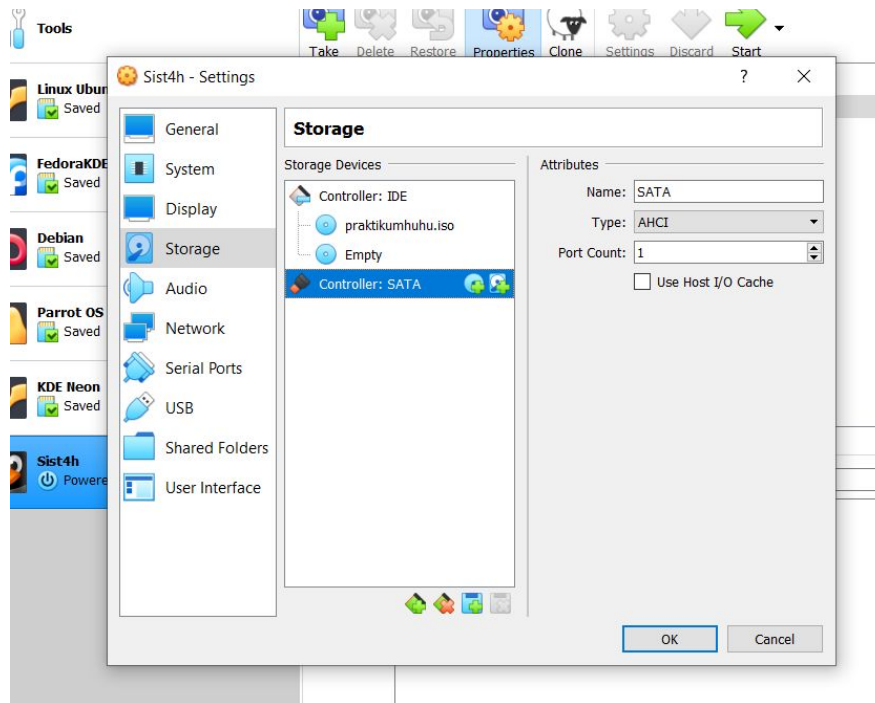 Tools
Take Delete Restore Properties Clone Settings Discard Start
Linux Ubun
Saved
FedoraKDE
Saved
Debian
Saved
Parrot OS
Saved
KDE Neon
Saved
Sist4h
Powere
Sist4h - Settings
?
General
System
Display
Storage
Audio
Network
Serial Ports
USB
Shared Folders
User Interface
Storage
Storage Devices
Controller: IDE
praktikumhuhu.iso
Empty
Controller: SATA
Attributes
Name: SATA
Type: AHCI
Port Count: 1
Use Host I/O Cache
OK Cancel